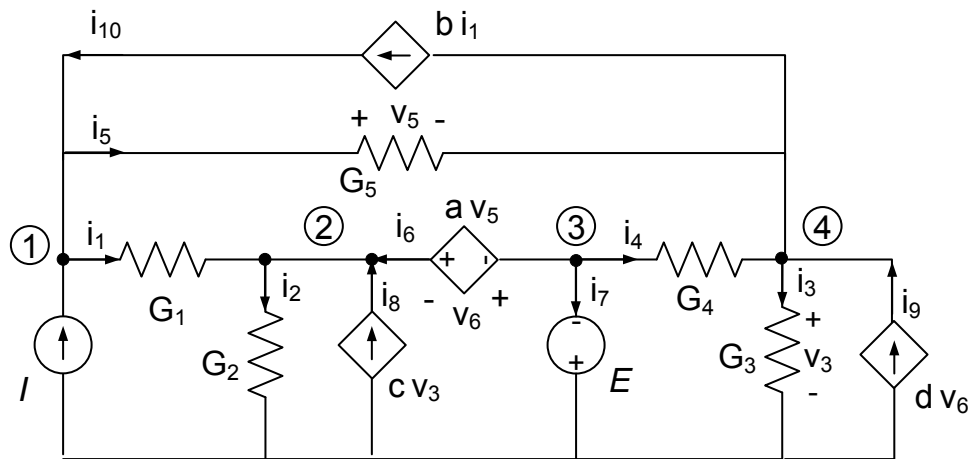 i10 b i1
+ v5 -
i5
G5
a v5
1 i1 2 i6 3 i4 4
+ -
G1 i2 - v6 + i7 G4 i3
i8 i9
I G2 c v3 - + E G3 + v3 - d v6